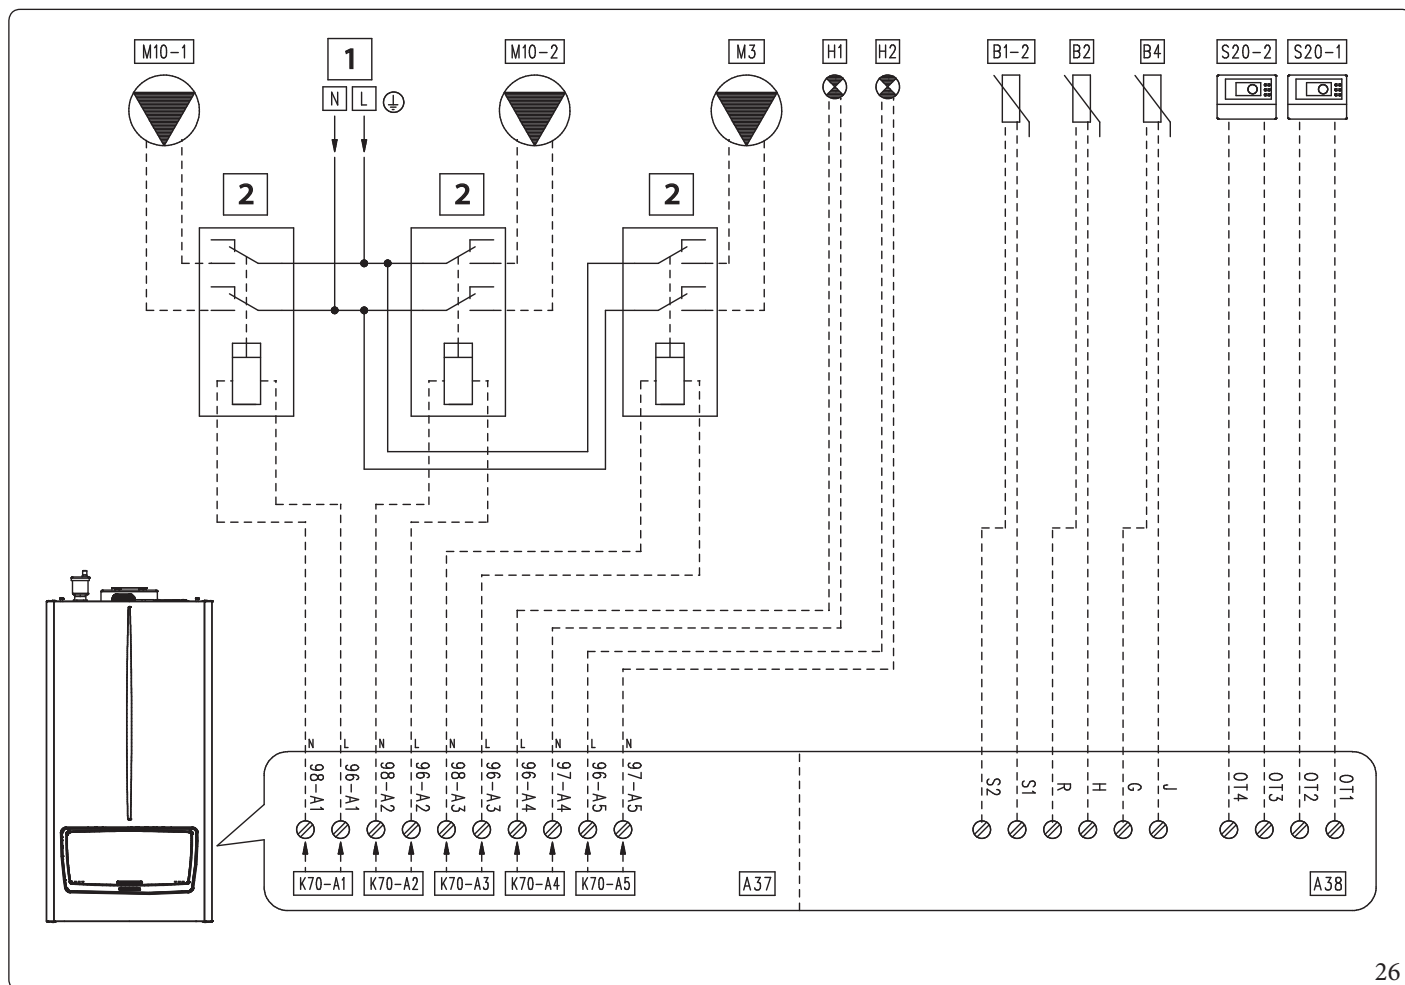 M10-1
1
M10-2
M3
H1
H2
B1-2
B2
B4
S20-2
S20-1
N
L
2
2
2
N
L
N
L
N
L
L
N
L
N
98-A1
96-A1
98-A2
96-A2
98-A3
96-A3
96-A4
97-A4
96-A5
97-A5
S2
S1
R
H
G
J
OT4
OT3
OT2
OT1
K70-A1
K70-A2
K70-A3
K70-A4
K70-A5
A37
A38
26